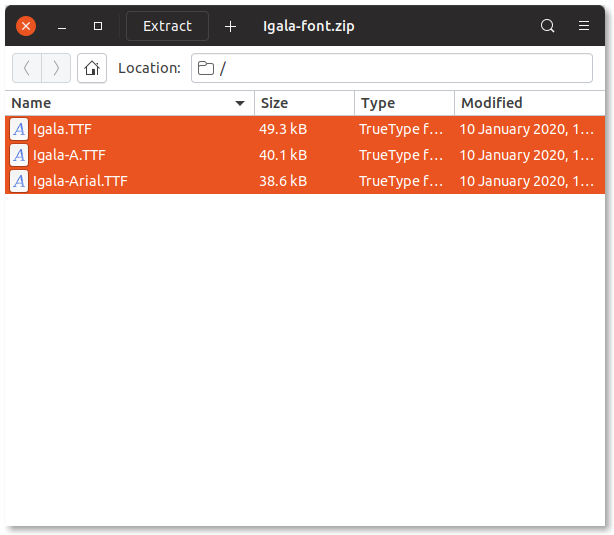 Extract + Igala-font.zip
Location: /
Name Size Type Modified
Igala.TTF 49.3 kB TrueType f... 10 January 2020, 1...
Igala-A.TTF 40.1 kB TrueType f... 10 January 2020, 1...
Igala-Arial.TTF 38.6 kB TrueType f... 10 January 2020, 1...